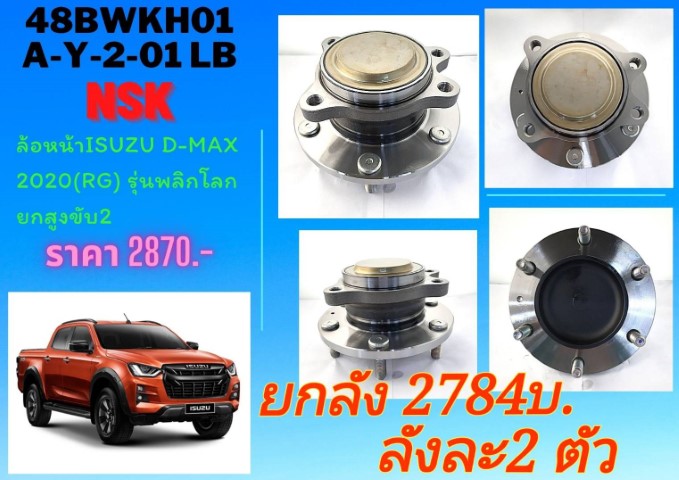 48BWKH01
A-Y-2-01 LB
NSK
ล้อหน้าISUZU D-MAX
2020(RG) รุ่นพลิกโลก
ยกสูงขับ2
ราคา 2870.-
ISUZU
ยกลัง 2784บ.
ลังละ2 ตัว